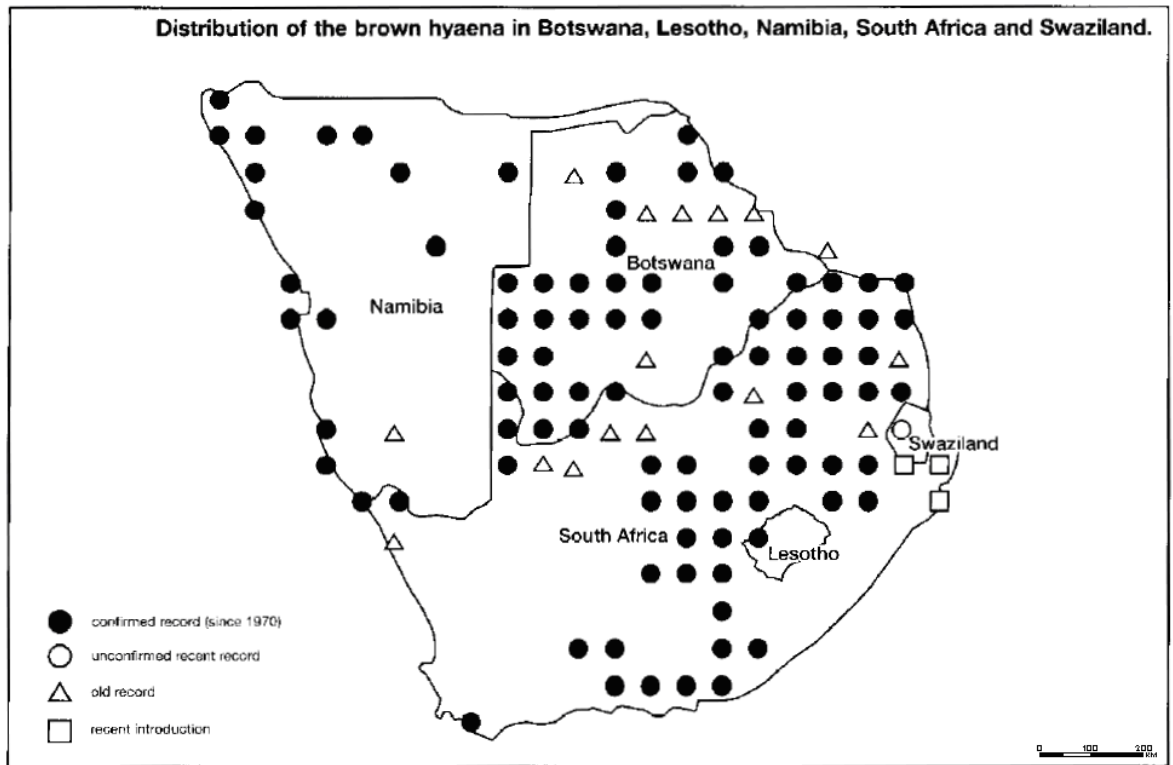 Distribution of the brown hyaena in Botswana, Lesotho, Namibia, South Africa and Swaziland.
Botswana
Namibia
Swaziland
South Africa
Lesotho
confirmed record (since 1970)
unconfirmed recent record
old record
recent introduction
0 100 200
KM